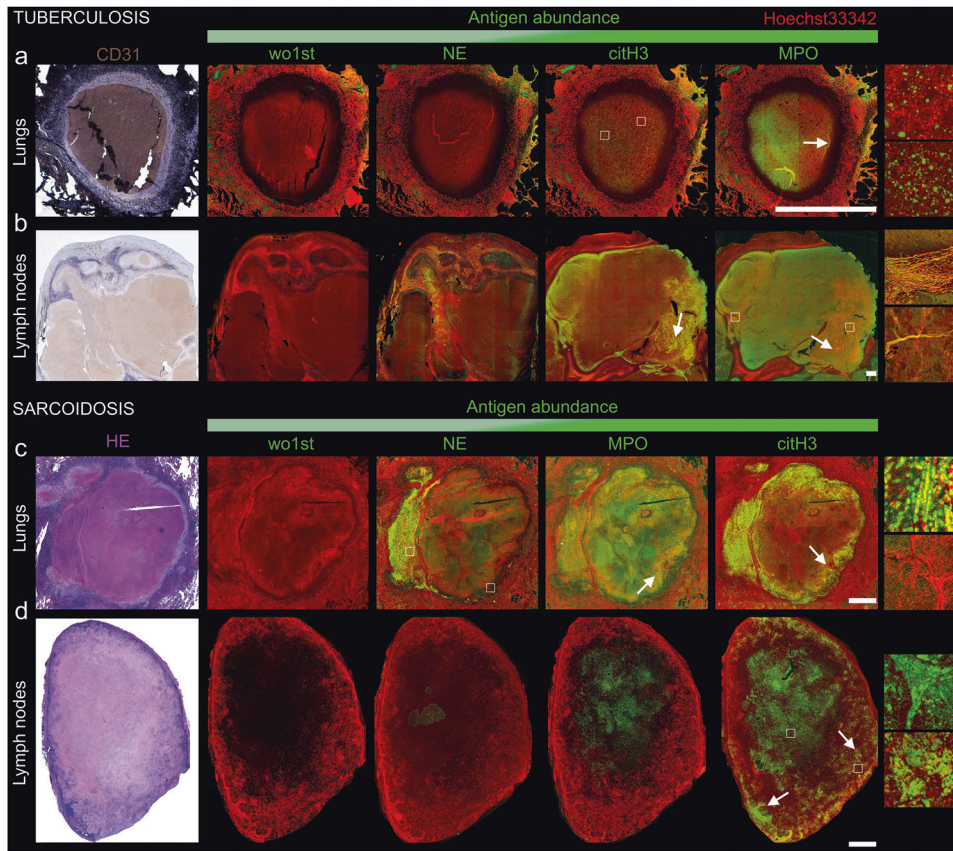 TUBERCULOSIS
Antigen abundance
Hoechst33342
CD31
wo1st
NE
citH3
MPO
a
Lungs
b
Lymph nodes
SARCOIDOSIS
Antigen abundance
HE
wo1st
NE
MPO
citH3
c
Lungs
d
Lymph nodes